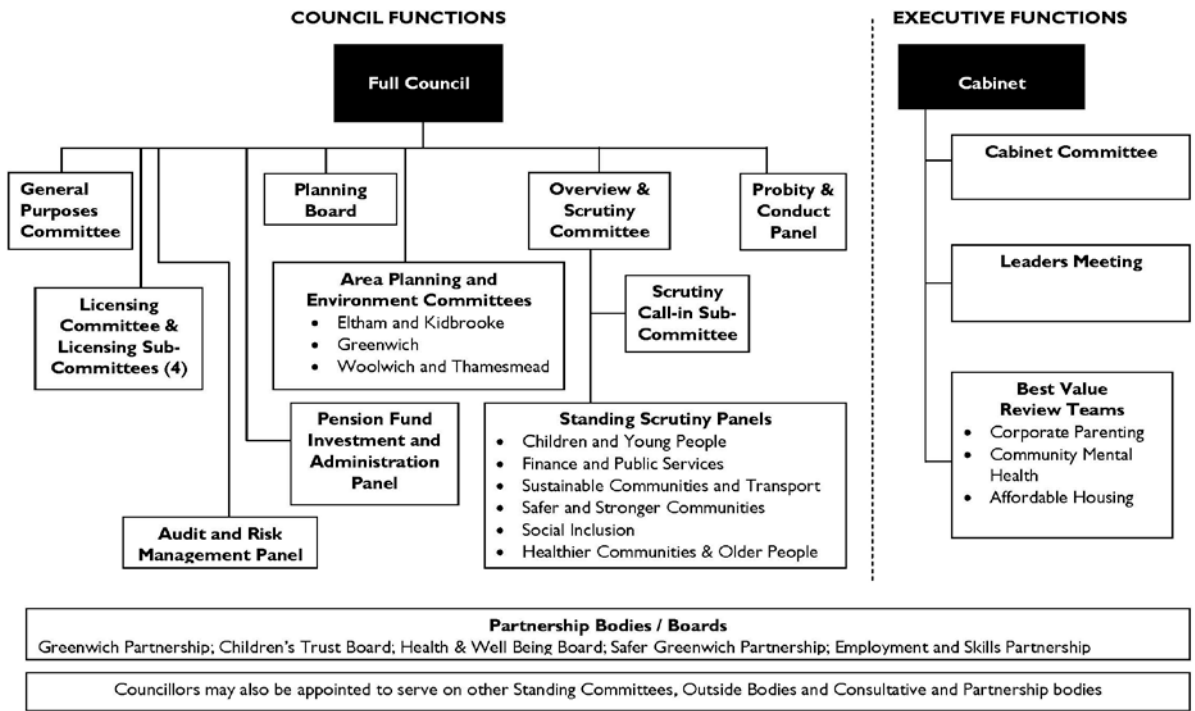 COUNCIL FUNCTIONS
EXECUTIVE FUNCTIONS
Full Council
Cabinet
General
Purposes
Committee
Planning
Board
Overview &
Scrutiny
Committee
Probity &
Conduct
Panel
Cabinet Committee
Licensing
Committee &
Licensing Sub-
Committees (4)
Area Planning and
Environment Committees
• Eltham and Kidbrooke
• Greenwich
• Woolwich and Thamesmead
Scrutiny
Call-in Sub-
Committee
Leaders Meeting
Pension Fund
Investment and
Administration
Panel
Standing Scrutiny Panels
• Children and Young People
• Finance and Public Services
• Sustainable Communities and Transport
• Safer and Stronger Communities
• Social Inclusion
• Healthier Communities & Older People
Best Value
Review Teams
• Corporate Parenting
• Community Mental
Health
• Affordable Housing
Audit and Risk
Management Panel
Partnership Bodies / Boards
Greenwich Partnership; Children's Trust Board; Health & Well Being Board; Safer Greenwich Partnership; Employment and Skills Partnership
Councillors may also be appointed to serve on other Standing Committees, Outside Bodies and Consultative and Partnership bodies